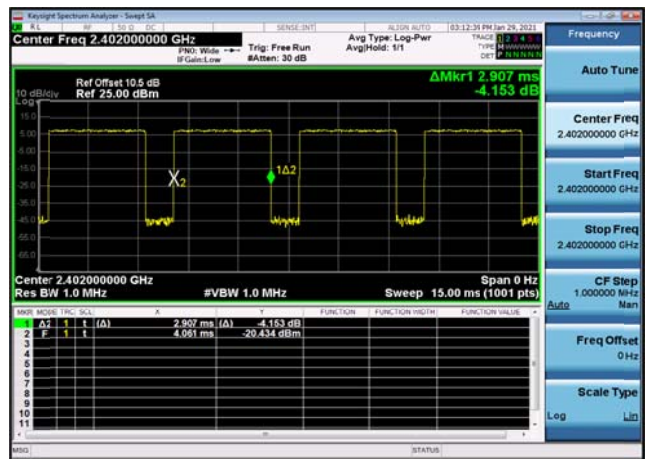 Keysight Spectrum Analyzer - Swept SA
RL RF 50 Ω DC SENSE:INT ALIGN AUTO 03:12:31 PM Jan 29, 2021
Center Freq 2.402000000 GHz
PNO: Wide
IFGain:Low
Trig: Free Run
#Atten: 30 dB
Avg Type: Log-Pwr
Avg|Hold: 1/1
TRACE 1 2 3 4 5 6
TYPE M W W W W W
DET P N N N N N
Ref Offset 10.5 dB
Ref 25.00 dBm
10 dB/div
Log
ΔMkr1 2.907 ms
-4.153 dB
15.0
5.00
-5.00
-15.0
-25.0
-35.0
-45.0
-55.0
-65.0
X2
1Δ2
Center 2.402000000 GHz
Span 0 Hz
Res BW 1.0 MHz
#VBW 1.0 MHz
Sweep 15.00 ms (1001 pts)
MKR MODE TRC SCL X Y FUNCTION FUNCTION WIDTH FUNCTION VALUE
1 Δ2 1 t (Δ) 2.907 ms (Δ) -4.153 dB
2 F 1 t 4.061 ms -20.434 dBm
3
4
5
6
7
8
9
10
11
MSG
STATUS
Frequency
Auto Tune
Center Freq
2.402000000 GHz
Start Freq
2.402000000 GHz
Stop Freq
2.402000000 GHz
CF Step
1.000000 MHz
Auto Man
Freq Offset
0 Hz
Scale Type
Log Lin